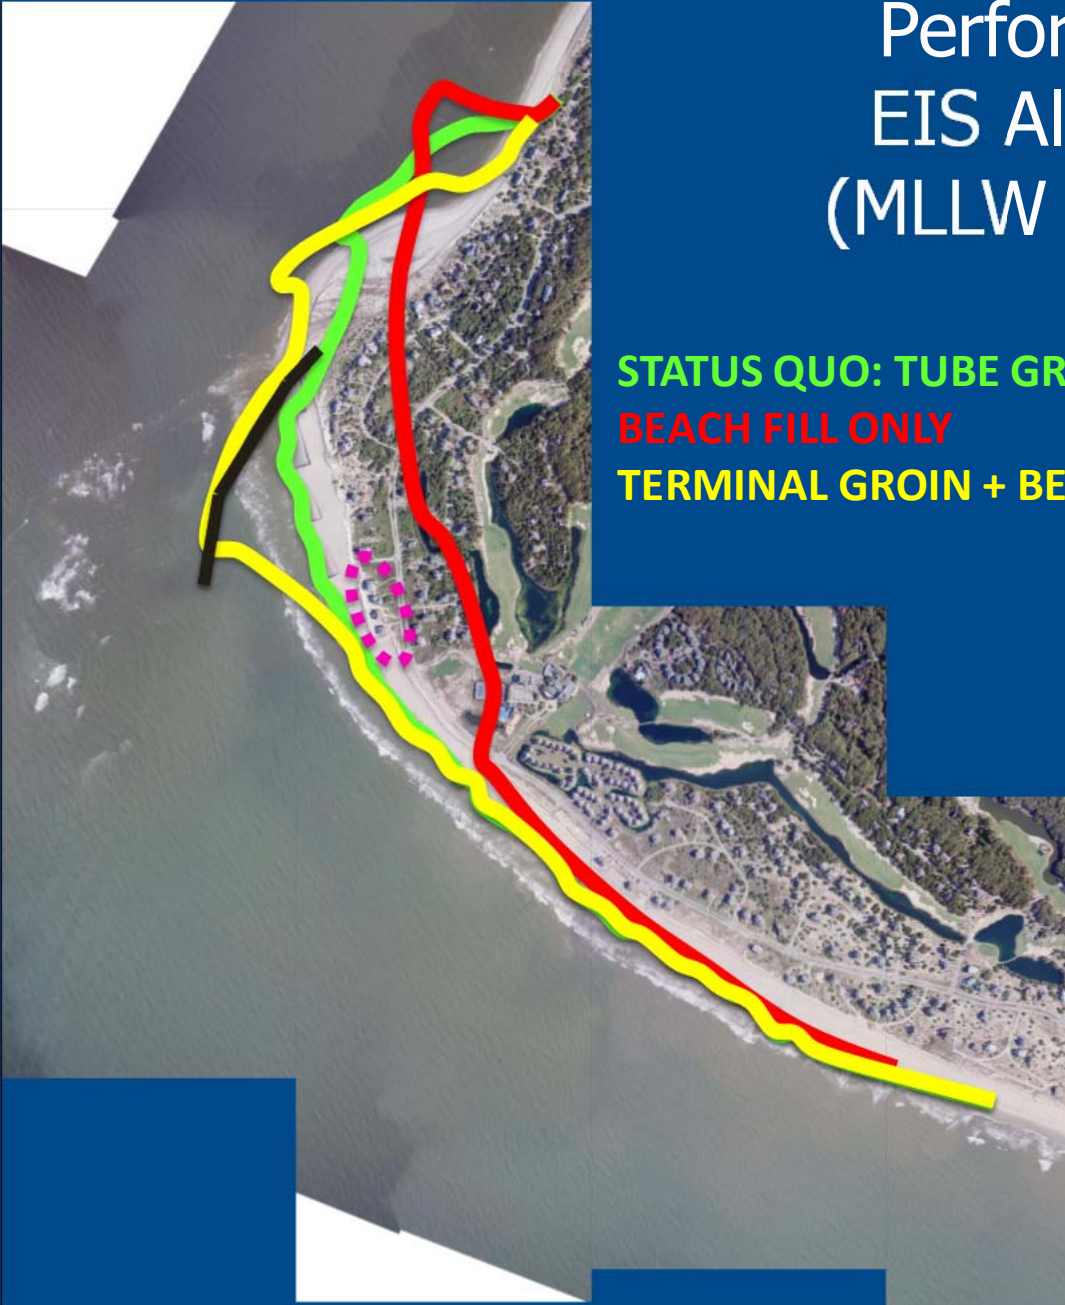 Perfor
EIS Al
(MLLW
STATUS QUO: TUBE GR
BEACH FILL ONLY
TERMINAL GROIN + BE